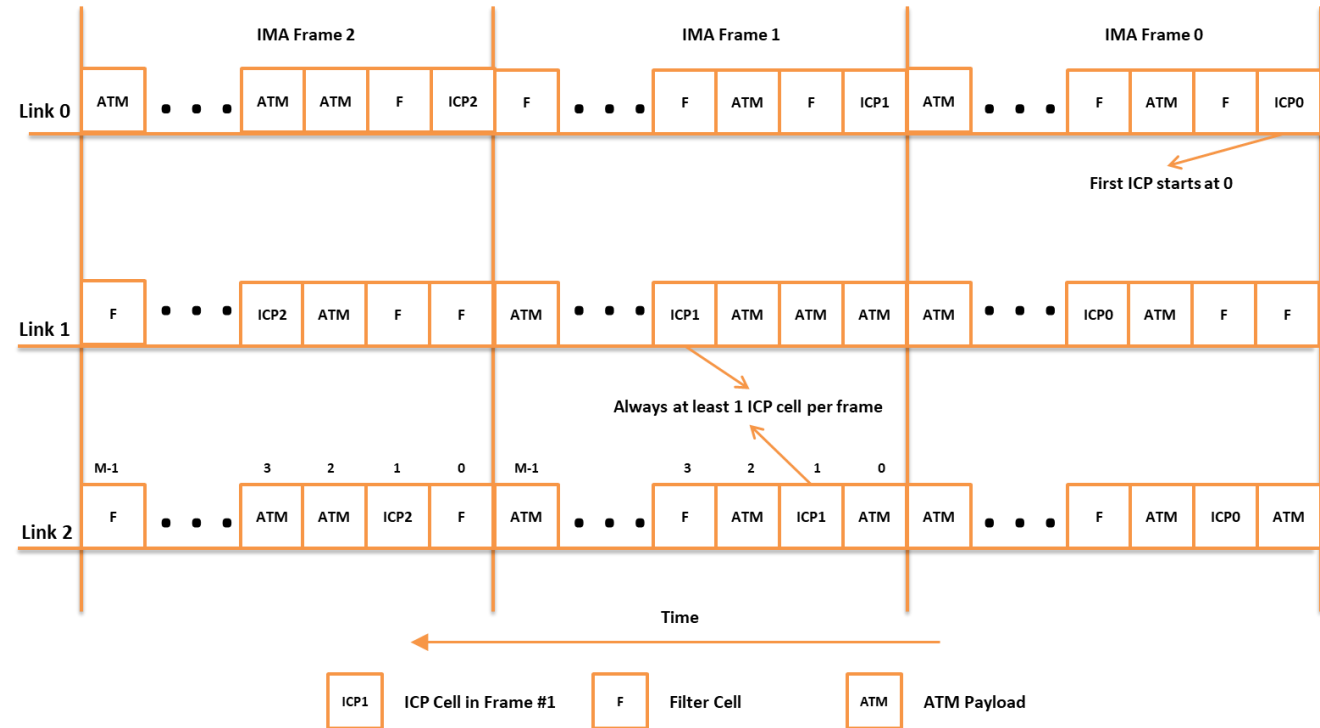 IMA Frame 2 IMA Frame 1 IMA Frame 0
Link 0 ATM ATM ATM F ICP2 F F ATM F ICP1 ATM F ATM F ICP0
First ICP starts at 0
Link 1 F ICP2 ATM F F ATM ICP1 ATM ATM ATM ATM ICP0 ATM F F
Always at least 1 ICP cell per frame
M-1 3 2 1 0 M-1 3 2 1 0
Link 2 F ATM ATM ICP2 F ATM F ATM ICP1 ATM ATM F ATM ICP0 ATM
Time
ICP1 ICP Cell in Frame #1 F Filter Cell ATM ATM Payload